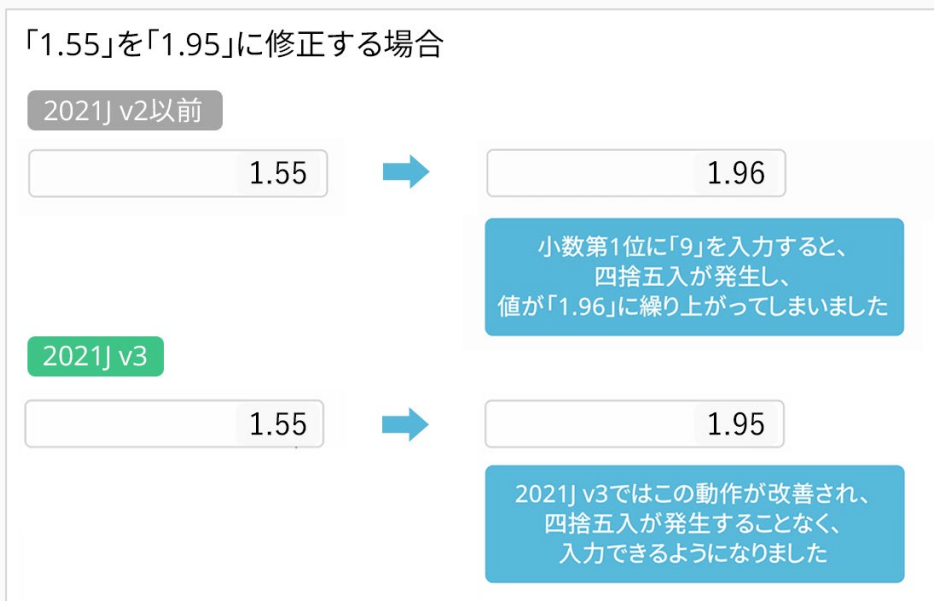 「1.55」を「1.95」に修正する場合
2021J v2以前
1.55
1.96
小数第1位に「9」を入力すると、
四捨五入が発生し、
値が「1.96」に繰り上がってしまいました
2021J v3
1.55
1.95
2021J v3ではこの動作が改善され、
四捨五入が発生することなく、
入力できるようになりました